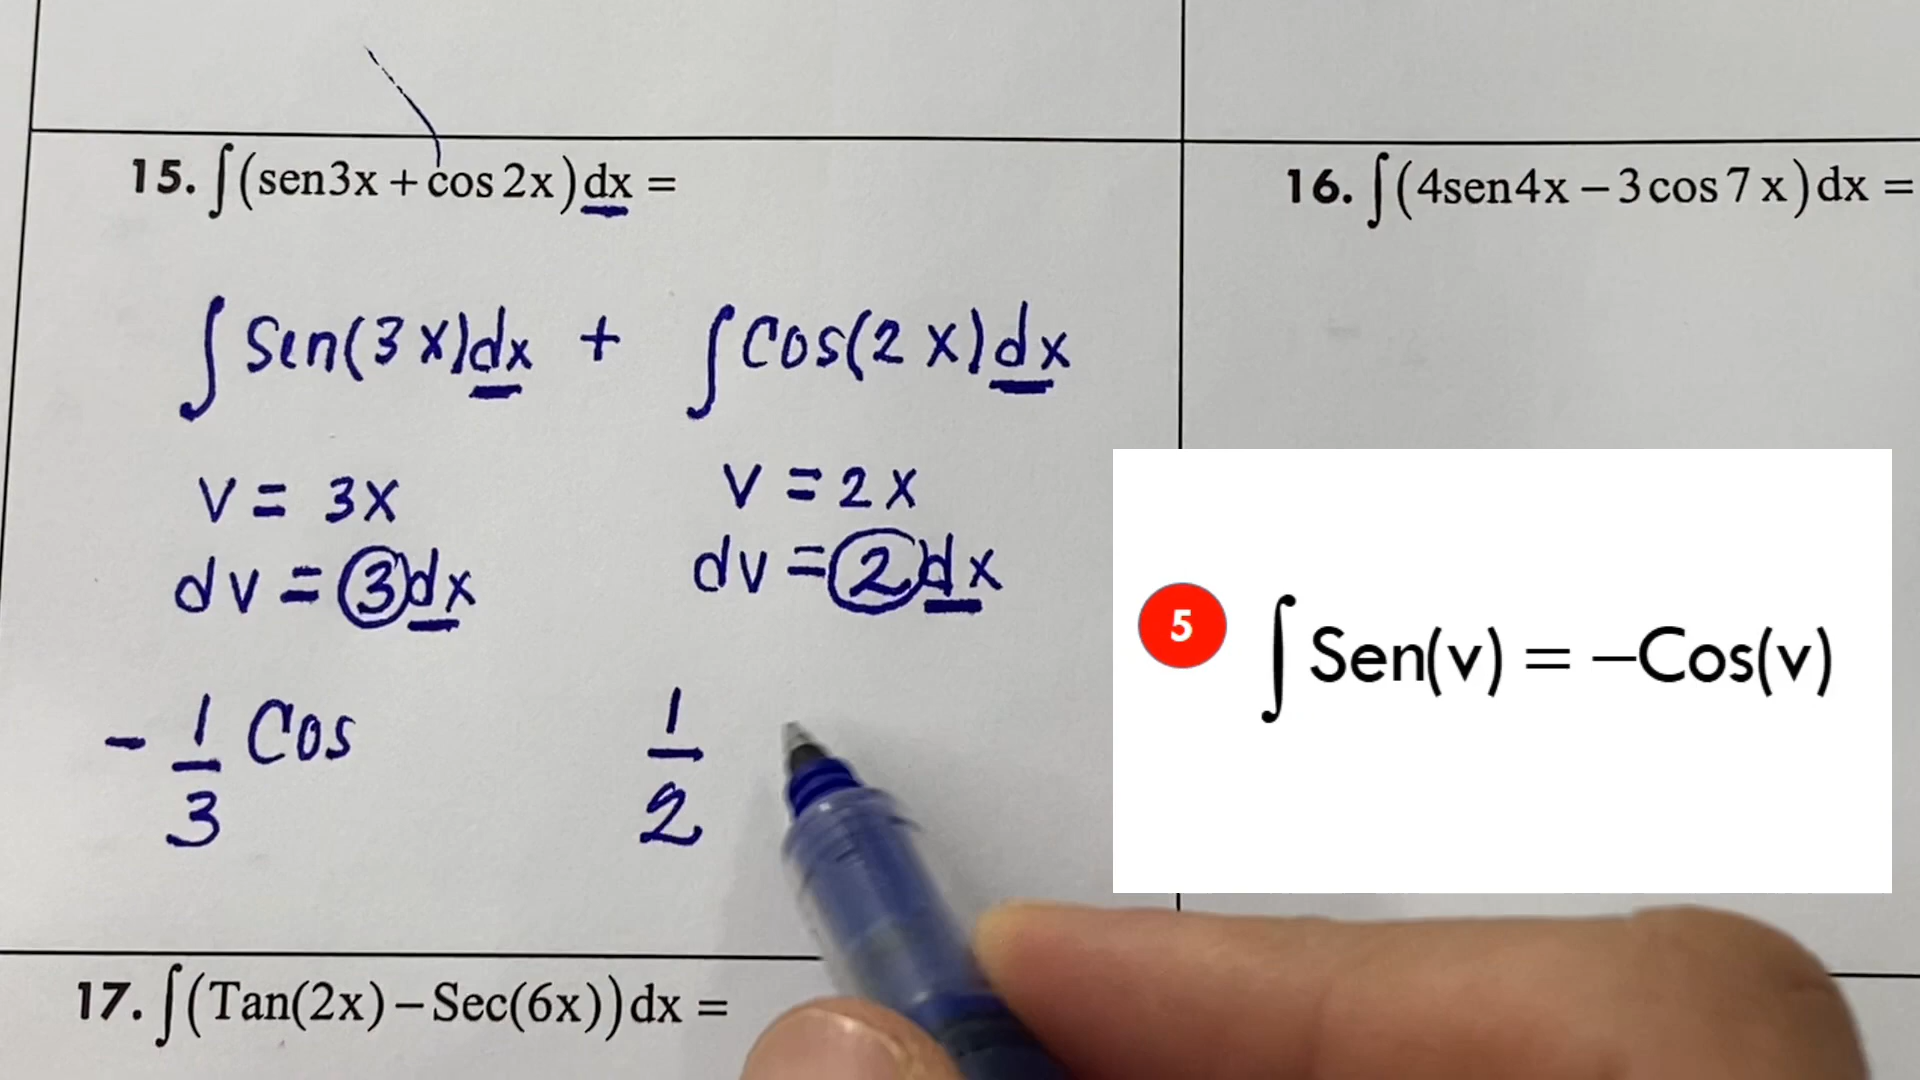 15. ∫(sen3x + cos 2x) dx =
16. ∫(4sen4x − 3 cos 7 x) dx =
∫ Sen(3x)dx + ∫ Cos(2x)dx
v = 3x
v = 2x
dv = 3dx
dv = 2dx
5 ∫ Sen(v) = −Cos(v)
- 1/3 Cos
1/2
17. ∫(Tan(2x) − Sec(6x)) dx =